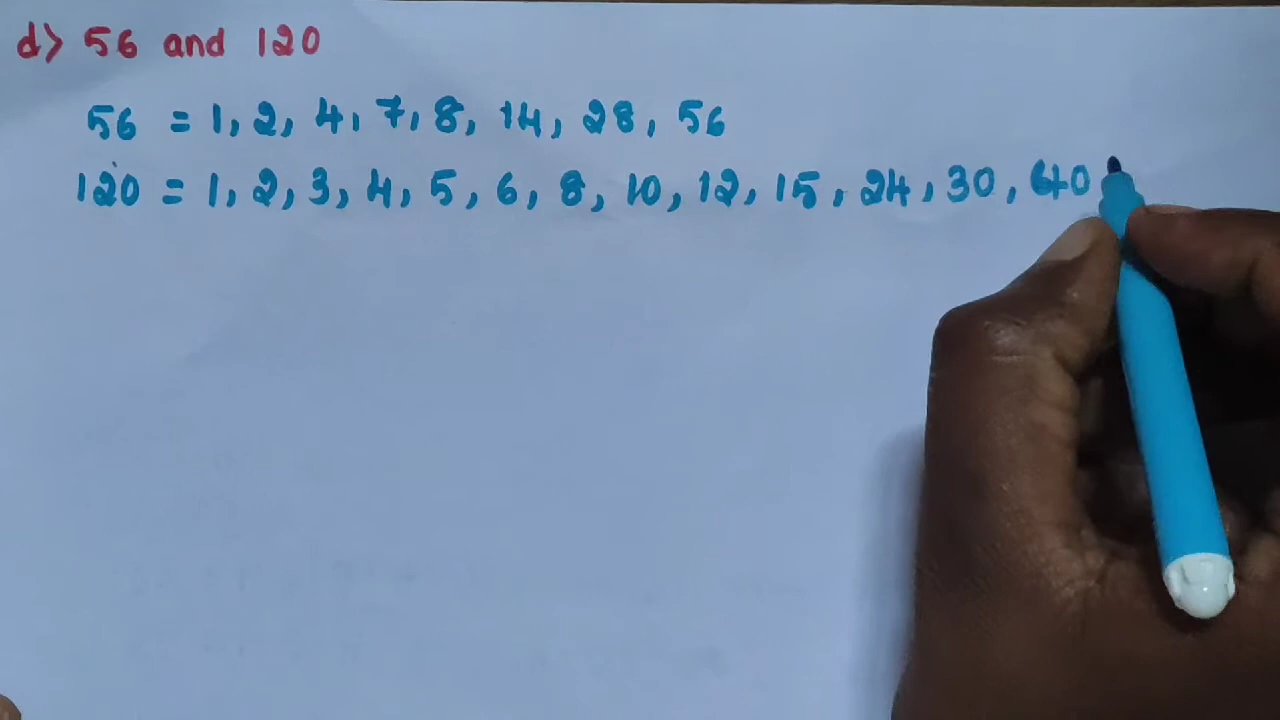 d) 56 and 120
56 = 1, 2, 4, 7, 8, 14, 28, 56
120 = 1, 2, 3, 4, 5, 6, 8, 10, 12, 15, 24, 30, 40